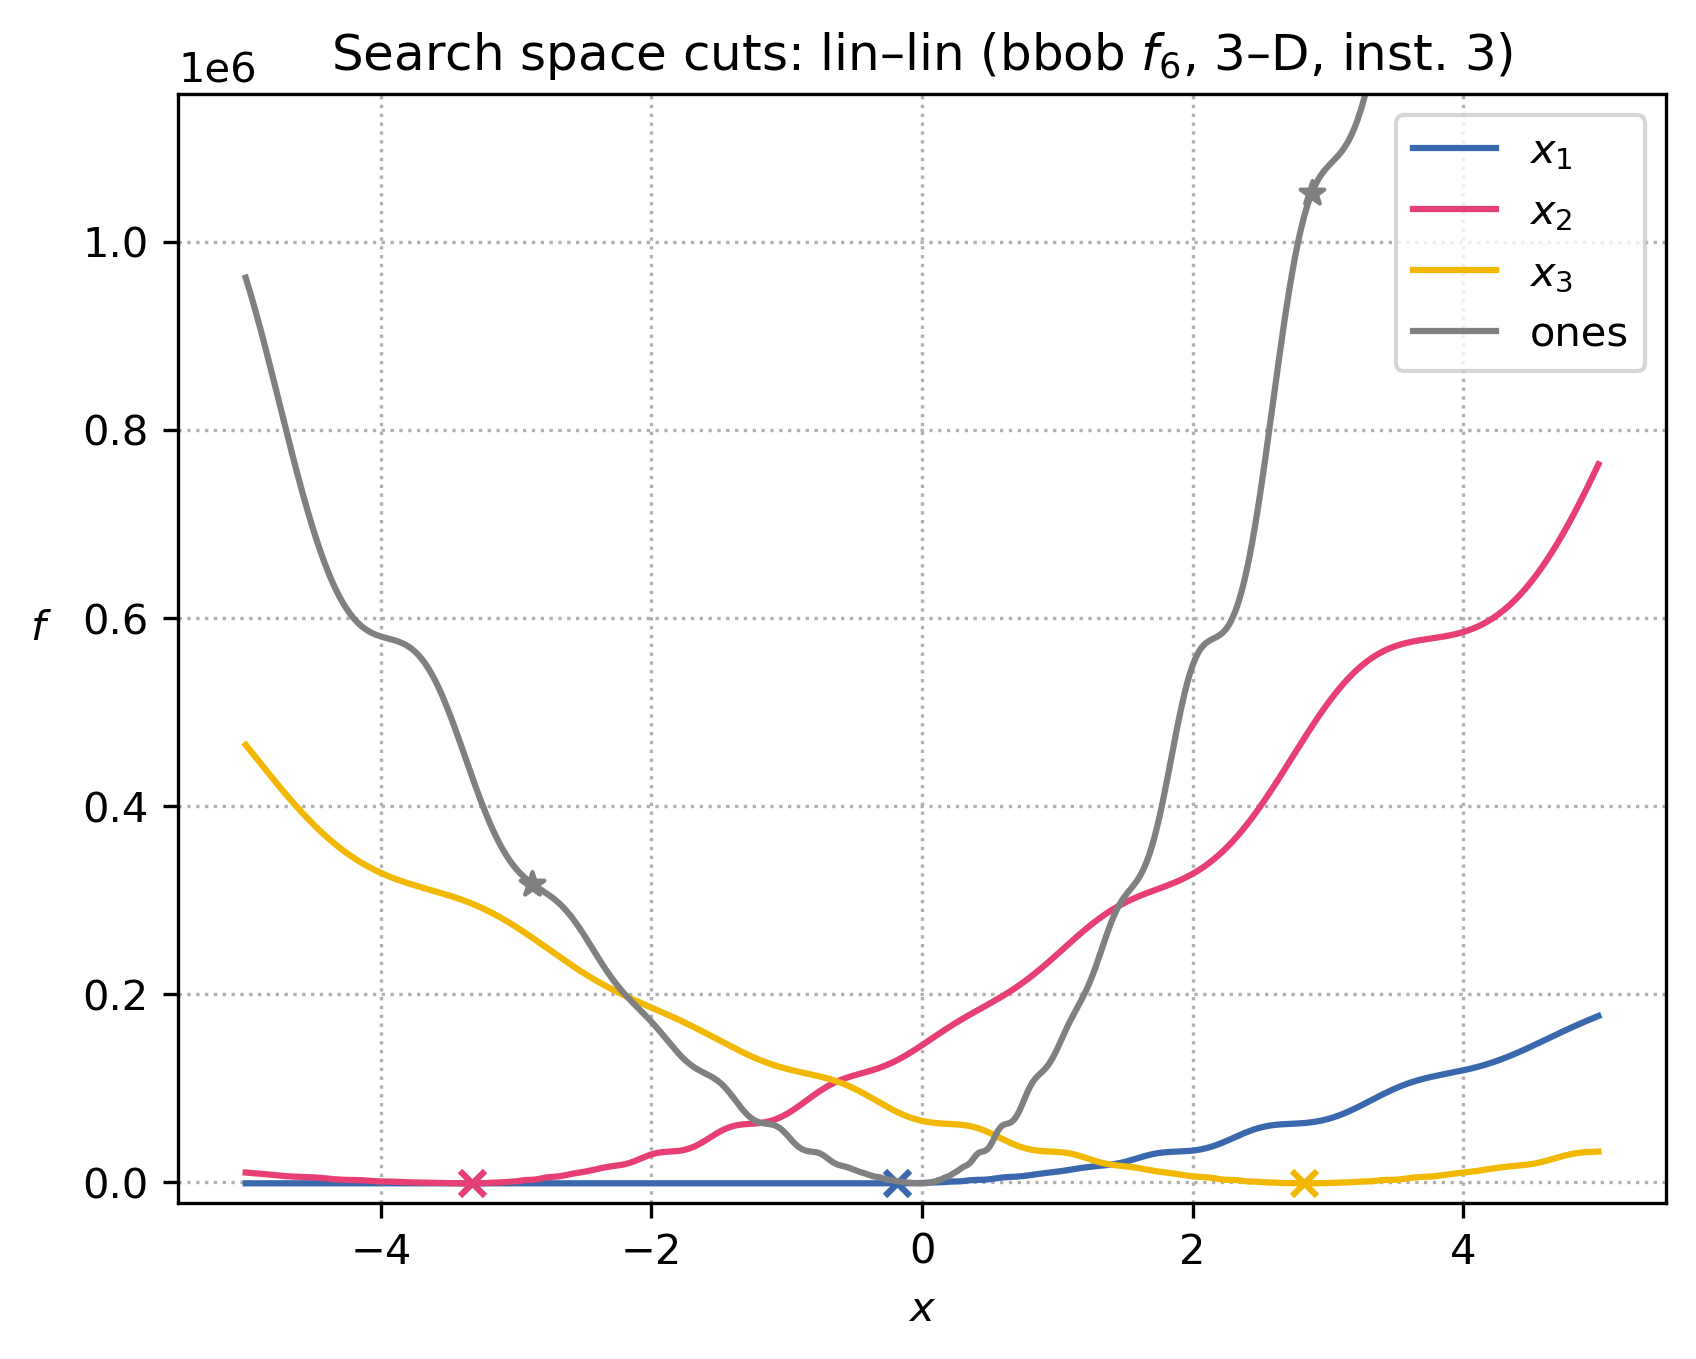 Search space cuts: lin–lin (bbob f6, 3–D, inst. 3)
1e6
x1
x2
x3
ones
1.0
0.8
0.6
0.4
0.2
0.0
f
−4 −2 0 2 4
x